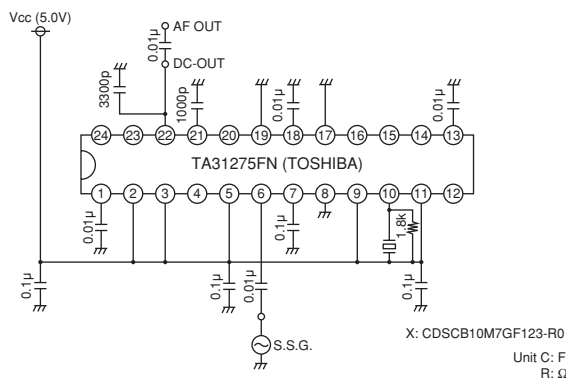 Vcc (5.0V)
AF OUT
0.01µ
DC-OUT
3300p
1000p
0.01µ
0.01µ
24 23 22 21 20 19 18 17 16 15 14 13
TA31275FN (TOSHIBA)
1 2 3 4 5 6 7 8 9 10 11 12
0.01µ
0.1µ
1.8k
0.1µ
0.1µ
0.01µ
0.1µ
S.S.G.
X: CDSCB10M7GF123-R0
Unit C: F
R: Ω